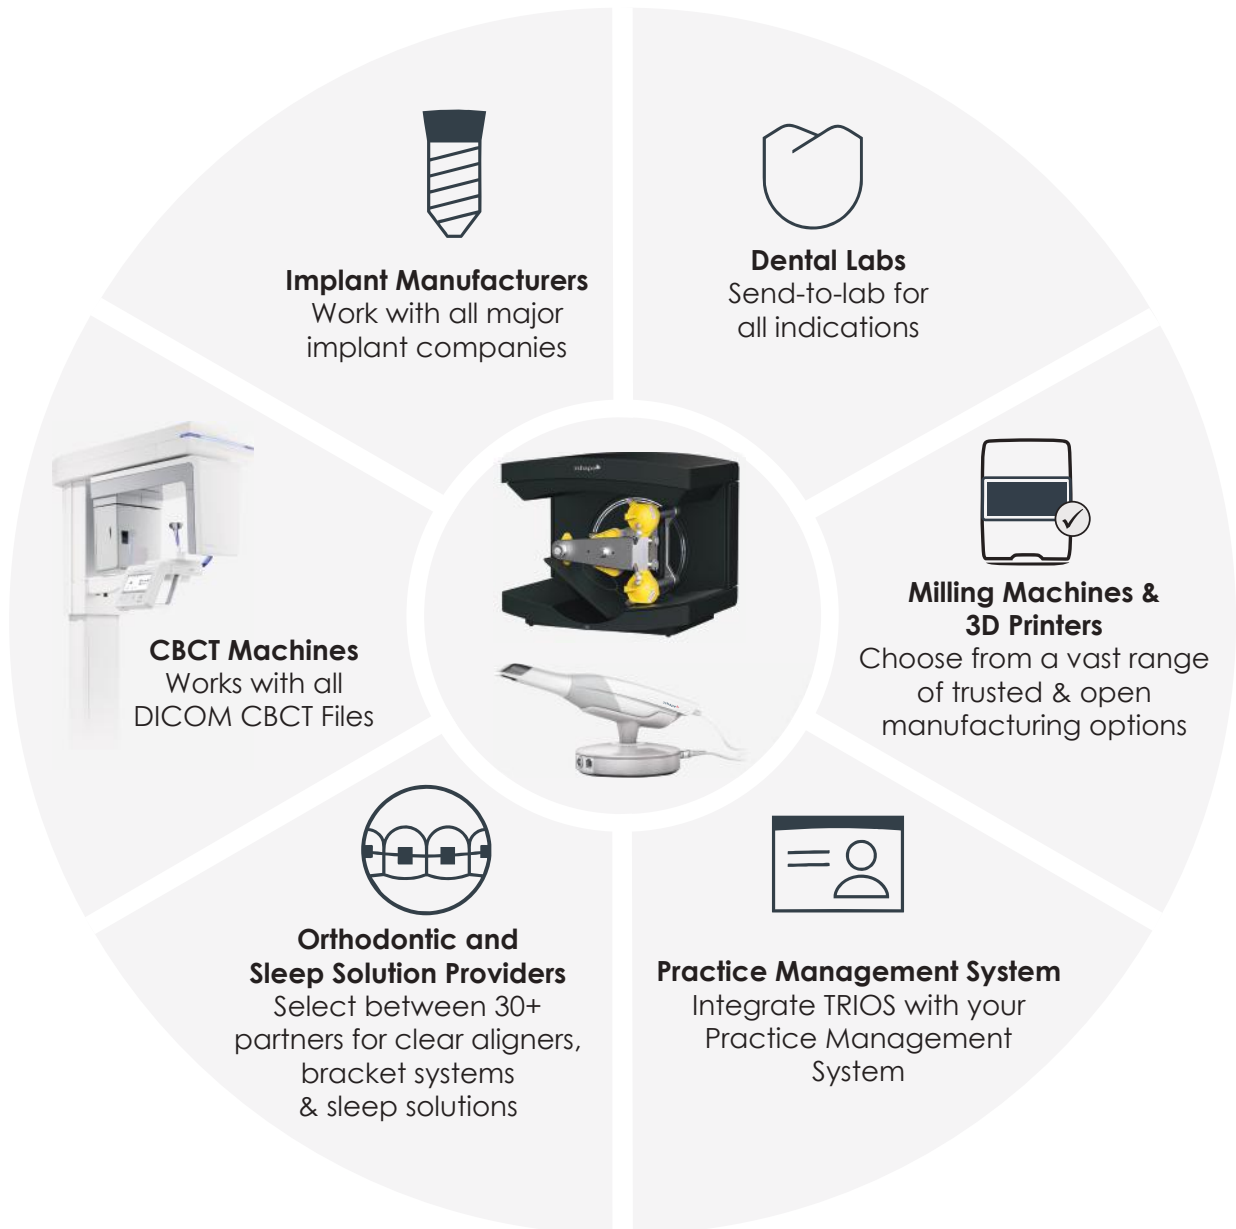 Implant Manufacturers
Work with all major
implant companies
Dental Labs
Send-to-lab for
all indications
3shape
Milling Machines &
3D Printers
Choose from a vast range
of trusted & open
manufacturing options
CBCT Machines
Works with all
DICOM CBCT Files
Orthodontic and
Sleep Solution Providers
Select between 30+
partners for clear aligners,
bracket systems
& sleep solutions
Practice Management System
Integrate TRIOS with your
Practice Management
System